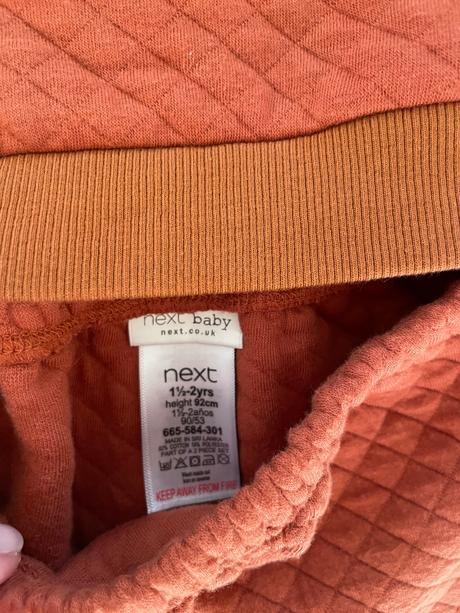 next baby
next.co.uk
next
1½-2yrs
height 92cm
1½-2años
90/53
665-584-301
MADE IN SRI LANKA
PART OF A 2 PIECE SET
KEEP AWAY FROM FIRE